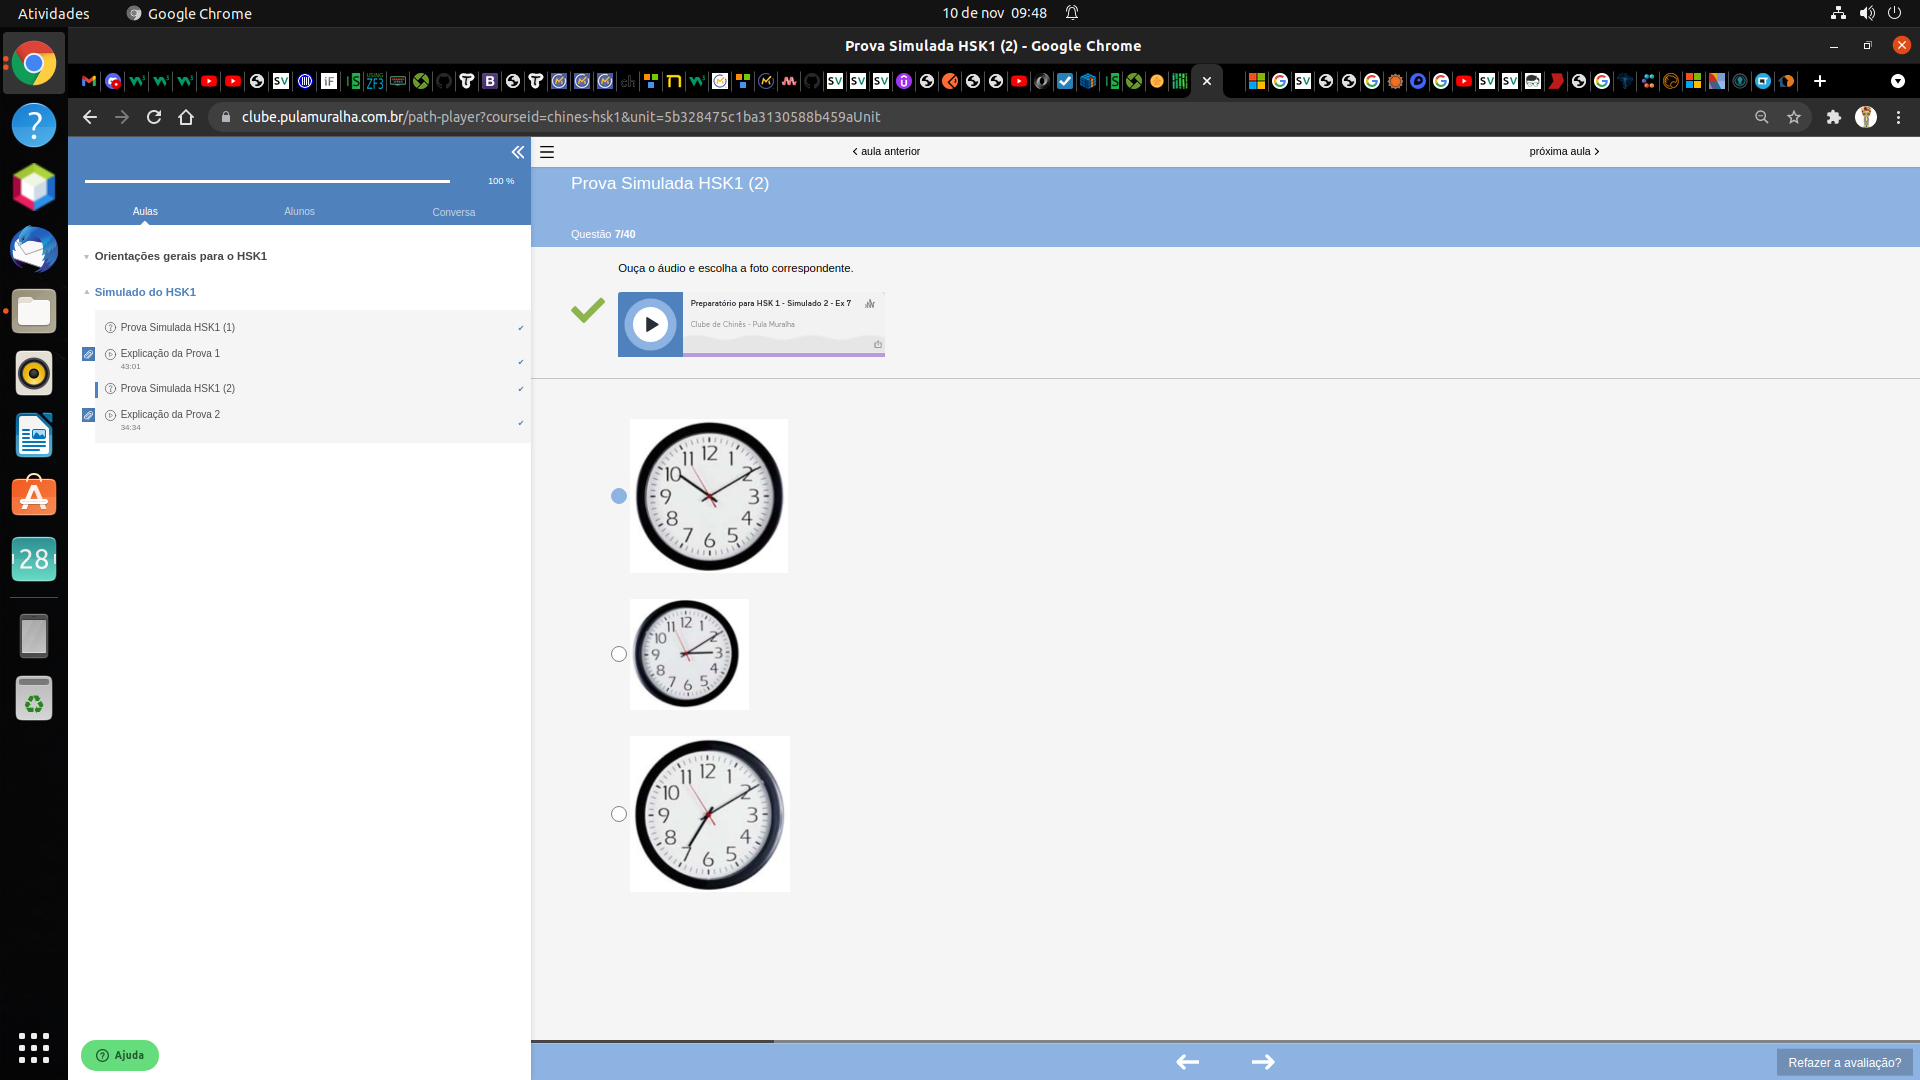 Atividades
Google Chrome
10 de nov 09:48
Prova Simulada HSK1 (2) - Google Chrome
clube.pulamuralha.com.br/path-player?courseid=chines-hsk1&unit=5b328475c1ba3130588b459aUnit
100 %
Aulas
Alunos
Conversa
Orientações gerais para o HSK1
Simulado do HSK1
Prova Simulada HSK1 (1)
Explicação da Prova 1
43:01
Prova Simulada HSK1 (2)
Explicação da Prova 2
34:34
28
Ajuda
aula anterior
próxima aula
Prova Simulada HSK1 (2)
Questão 7/40
Ouça o áudio e escolha a foto correspondente.
Preparatório para HSK 1 - Simulado 2 - Ex 7
Clube de Chinês - Pula Muralha
12 1 2 3 4 5 6 7 8 9 10 11
12 1 2 3 4 5 6 7 8 9 10 11
12 1 2 3 4 5 6 7 8 9 10 11
Refazer a avaliação?